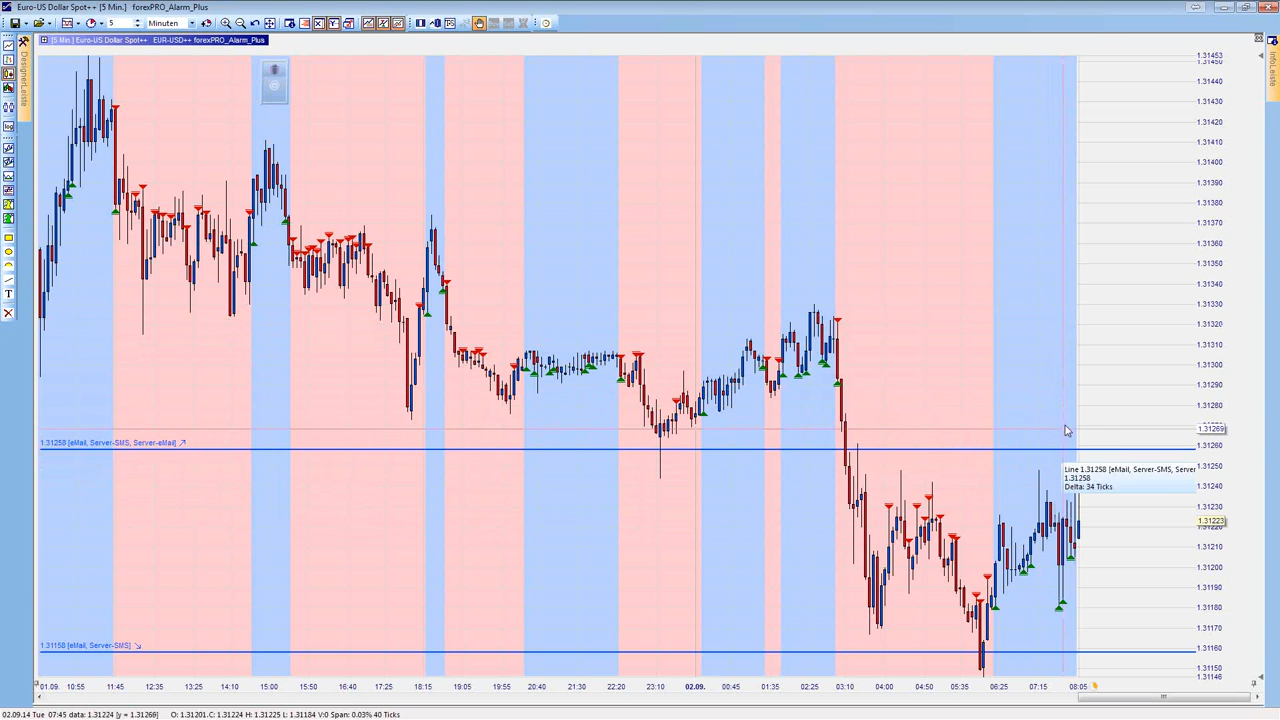 Euro-US Dollar Spot++ [5 Min.] forexPRO_Alarm_Plus
5 Minuten
[5 Min.] Euro-US Dollar Spot++ EUR-USD++ forexPRO_Alarm_Plus
DesignerLeiste
InfoLeiste
log
T
PS
1.31453
1.31450
1.31440
1.31430
1.31420
1.31410
1.31400
1.31390
1.31380
1.31370
1.31360
1.31350
1.31340
1.31330
1.31320
1.31310
1.31300
1.31290
1.31280
1.31269
1.31260
1.31250
1.31240
1.31223
1.31220
1.31210
1.31200
1.31190
1.31180
1.31170
1.31160
1.31150
1.31146
1.31258 [eMail, Server-SMS, Server-eMail]
Line 1.31258 [eMail, Server-SMS, Server
1.31258
Delta: 34 Ticks
1.31158 [eMail, Server-SMS]
01.09. 10:55 11:45 12:35 13:25 14:10 15:00 15:50 16:40 17:25 18:15 19:05 19:55 20:40 21:30 22:20 23:10 02.09. 00:45 01:35 02:25 03:10 04:00 04:50 05:35 06:25 07:15 08:05
02.09.14 Tue 07:45 data: 1.31224 [y = 1.31269] O: 1.31201 C: 1.31224 H: 1.31225 L: 1.31184 V:0 Span: 0.03% 40 Ticks